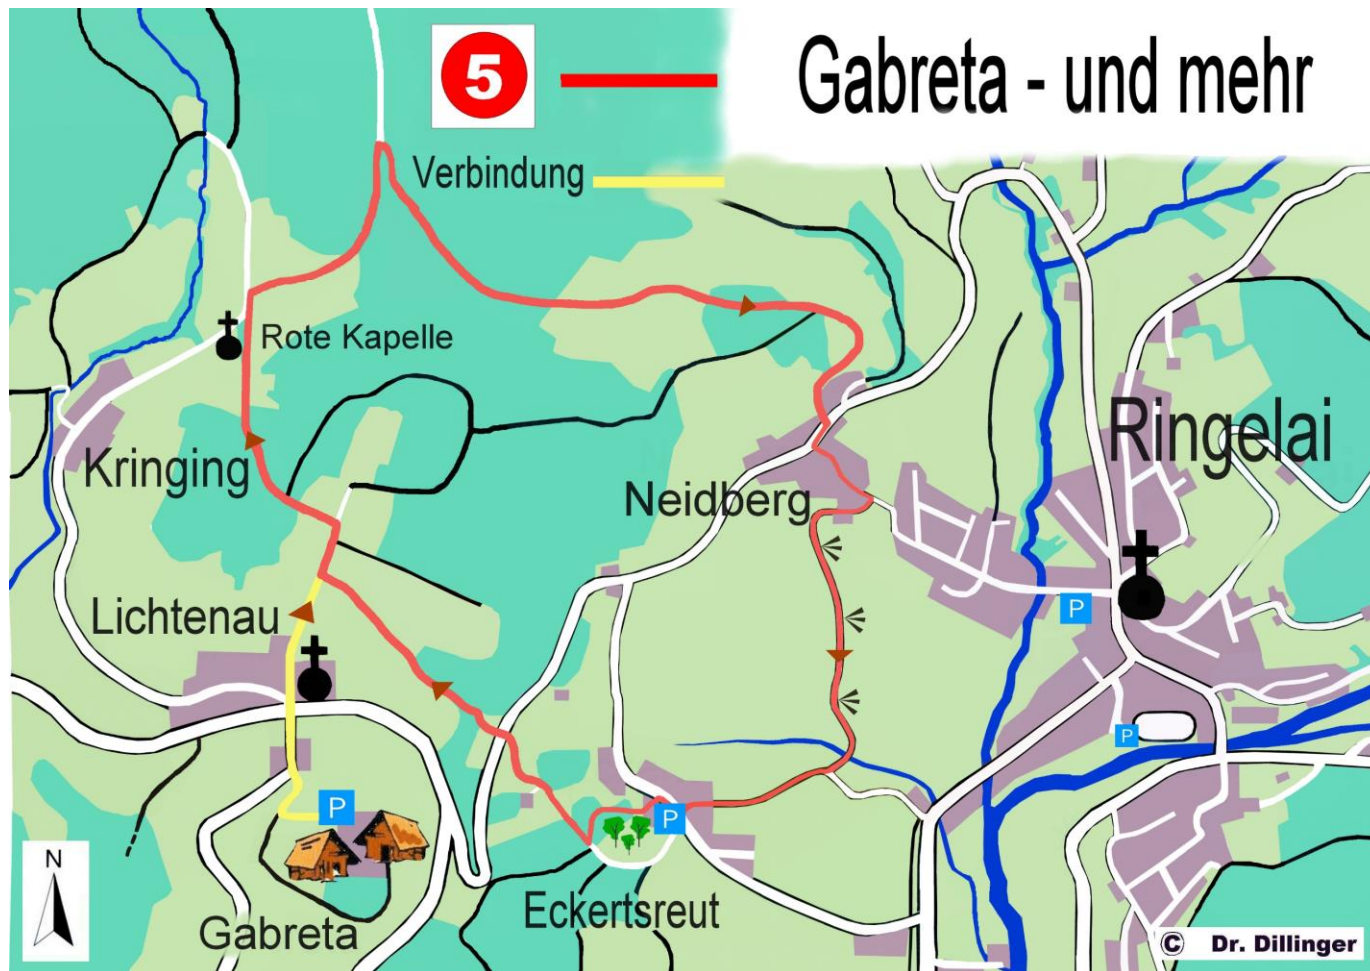 5
Gabreta - und mehr
Verbindung
Rote Kapelle
Ringelai
Kringing
Neidberg
Lichtenau
P
P
P
P
N
Eckertsreut
Gabreta
© Dr. Dillinger